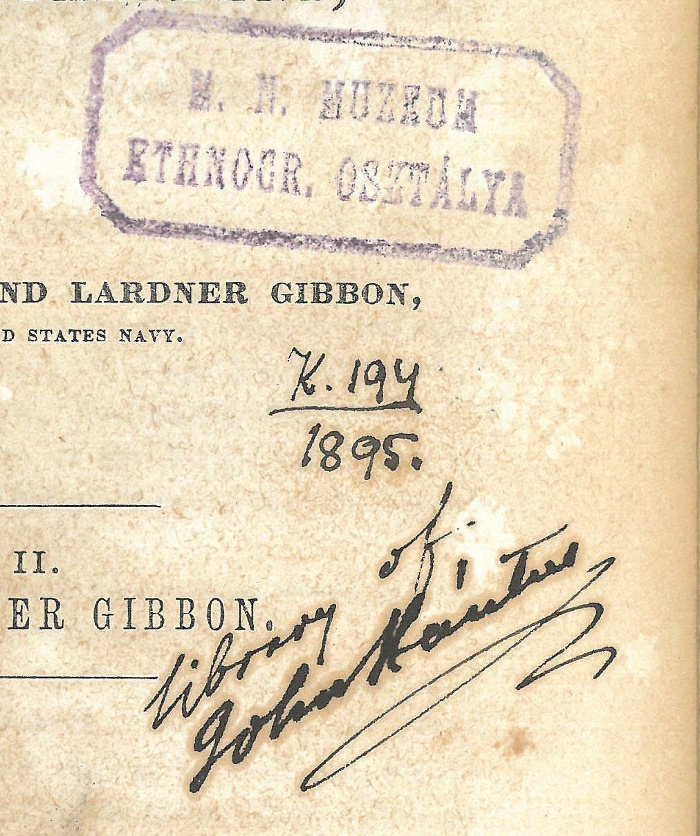 M. N. MUZEUM
ETHNOGR. OSZTÁLYA
ND LARDNER GIBBON,
D STATES NAVY.
K. 194
1895.
II.
ER GIBBON.
library of
John Xántus